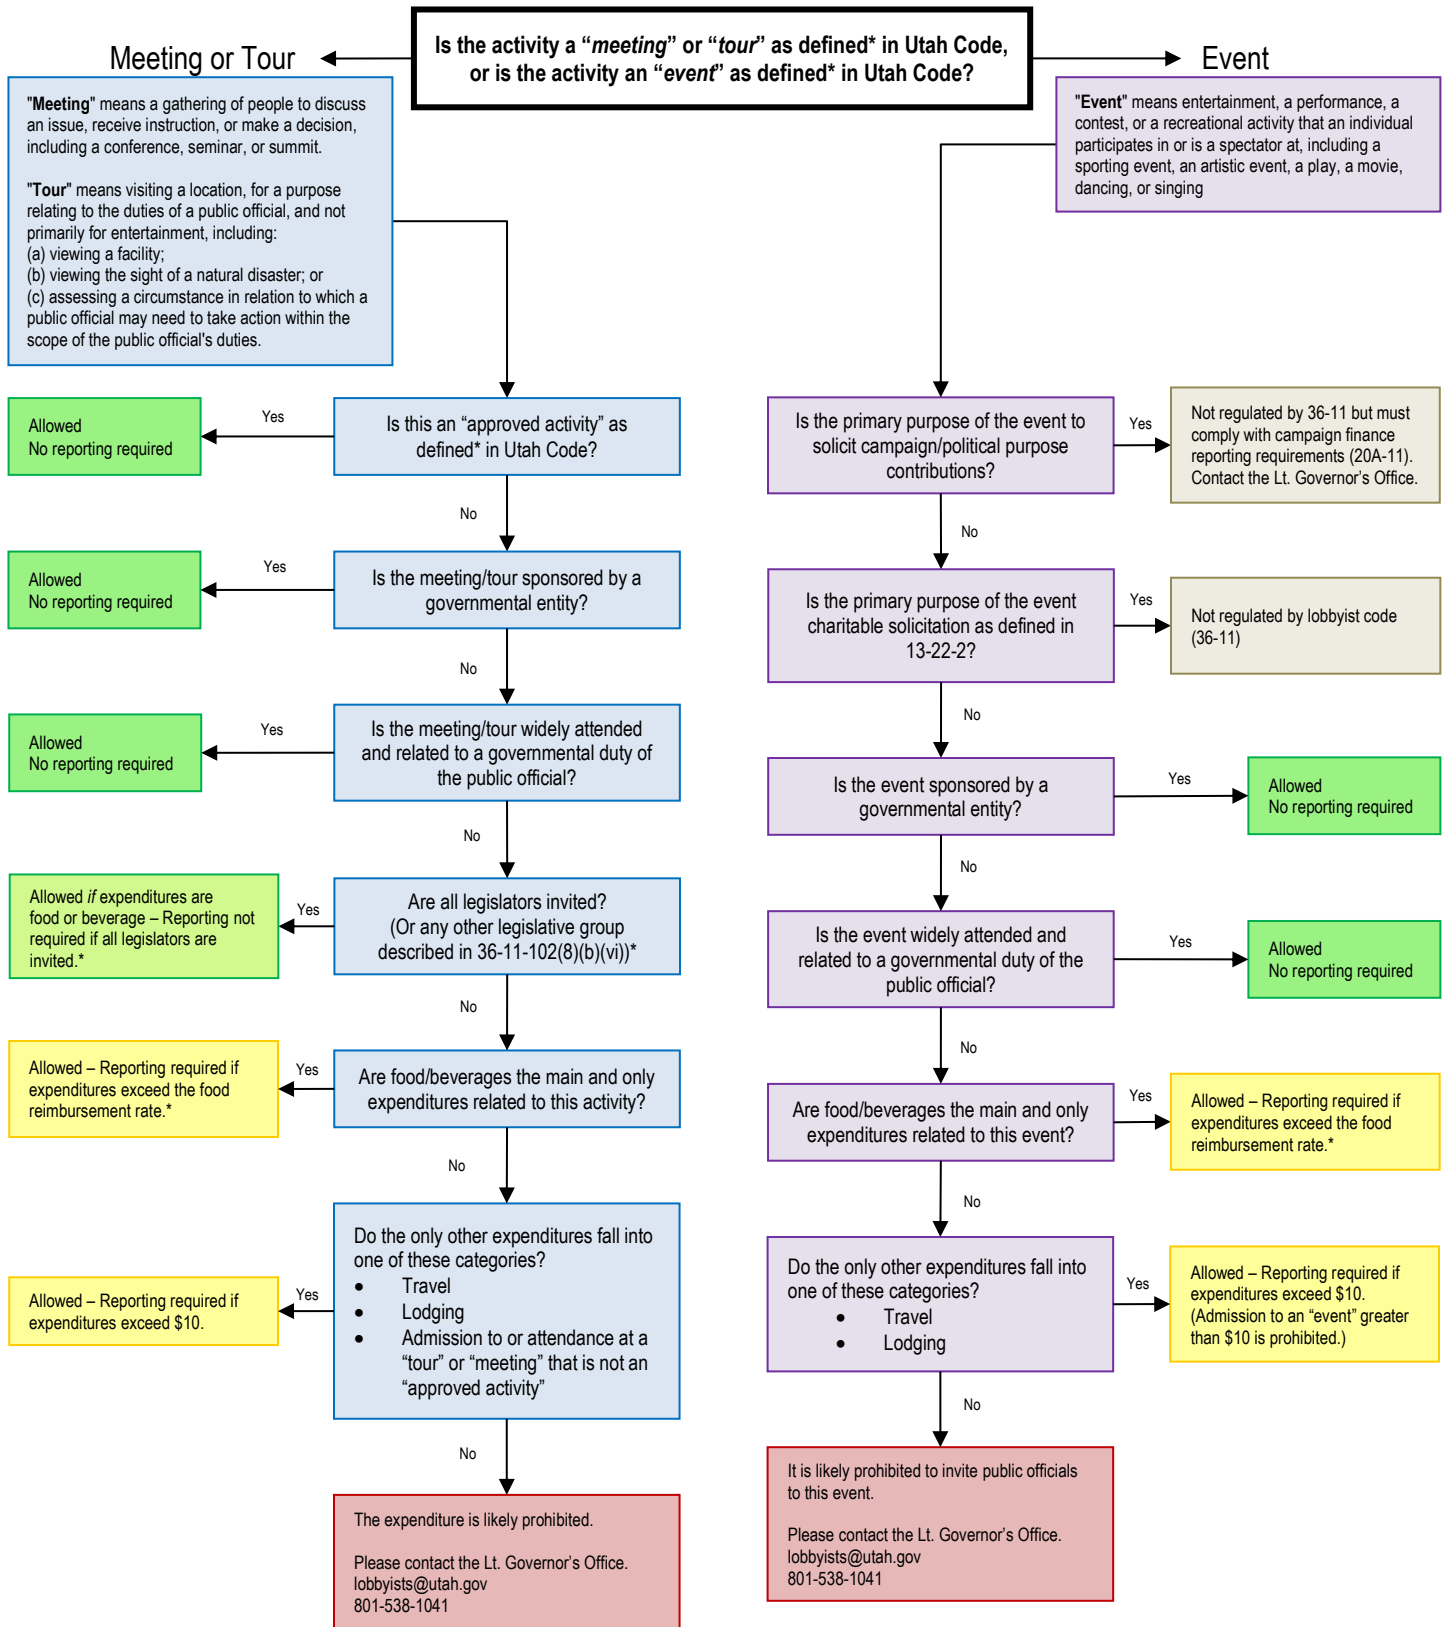 Is the activity a “meeting” or “tour” as defined* in Utah Code,
or is the activity an “event” as defined* in Utah Code?
Meeting or Tour
"Meeting" means a gathering of people to discuss
an issue, receive instruction, or make a decision,
including a conference, seminar, or summit.
"Tour" means visiting a location, for a purpose
relating to the duties of a public official, and not
primarily for entertainment, including:
(a) viewing a facility;
(b) viewing the sight of a natural disaster; or
(c) assessing a circumstance in relation to which a
public official may need to take action within the
scope of the public official's duties.
Is this an “approved activity” as
defined* in Utah Code?
Yes
Allowed
No reporting required
No
Is the meeting/tour sponsored by a
governmental entity?
Yes
Allowed
No reporting required
No
Is the meeting/tour widely attended
and related to a governmental duty of
the public official?
Yes
Allowed
No reporting required
No
Are all legislators invited?
(Or any other legislative group
described in 36-11-102(8)(b)(vi))*
Yes
Allowed if expenditures are
food or beverage – Reporting not
required if all legislators are
invited.*
No
Are food/beverages the main and only
expenditures related to this activity?
Yes
Allowed – Reporting required if
expenditures exceed the food
reimbursement rate.*
No
Do the only other expenditures fall into
one of these categories?
• Travel
• Lodging
• Admission to or attendance at a
“tour” or “meeting” that is not an
“approved activity”
Yes
Allowed – Reporting required if
expenditures exceed $10.
No
The expenditure is likely prohibited.
Please contact the Lt. Governor’s Office.
lobbyists@utah.gov
801-538-1041
Event
"Event" means entertainment, a performance, a
contest, or a recreational activity that an individual
participates in or is a spectator at, including a
sporting event, an artistic event, a play, a movie,
dancing, or singing
Is the primary purpose of the event to
solicit campaign/political purpose
contributions?
Yes
Not regulated by 36-11 but must
comply with campaign finance
reporting requirements (20A-11).
Contact the Lt. Governor’s Office.
No
Is the primary purpose of the event
charitable solicitation as defined in
13-22-2?
Yes
Not regulated by lobbyist code
(36-11)
No
Is the event sponsored by a
governmental entity?
Yes
Allowed
No reporting required
No
Is the event widely attended and
related to a governmental duty of the
public official?
Yes
Allowed
No reporting required
No
Are food/beverages the main and only
expenditures related to this event?
Yes
Allowed – Reporting required if
expenditures exceed the food
reimbursement rate.*
No
Do the only other expenditures fall into
one of these categories?
• Travel
• Lodging
Yes
Allowed – Reporting required if
expenditures exceed $10.
(Admission to an “event” greater
than $10 is prohibited.)
No
It is likely prohibited to invite public officials
to this event.
Please contact the Lt. Governor’s Office.
lobbyists@utah.gov
801-538-1041